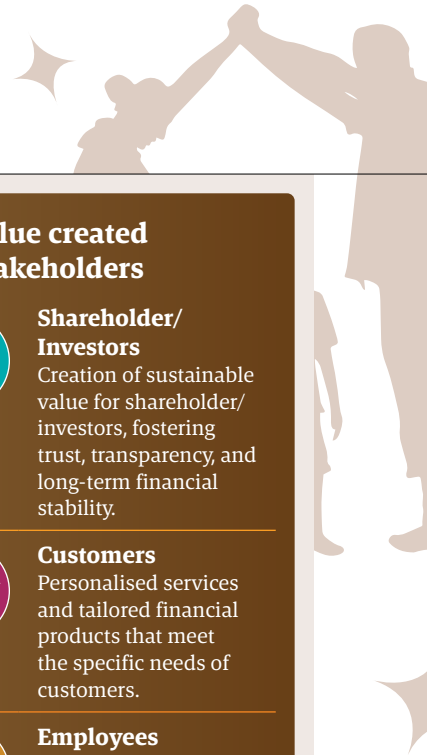 lue created
akeholders
Shareholder/
Investors
Creation of sustainable
value for shareholder/
investors, fostering
trust, transparency, and
long-term financial
stability.
Customers
Personalised services
and tailored financial
products that meet
the specific needs of
customers.
Employees